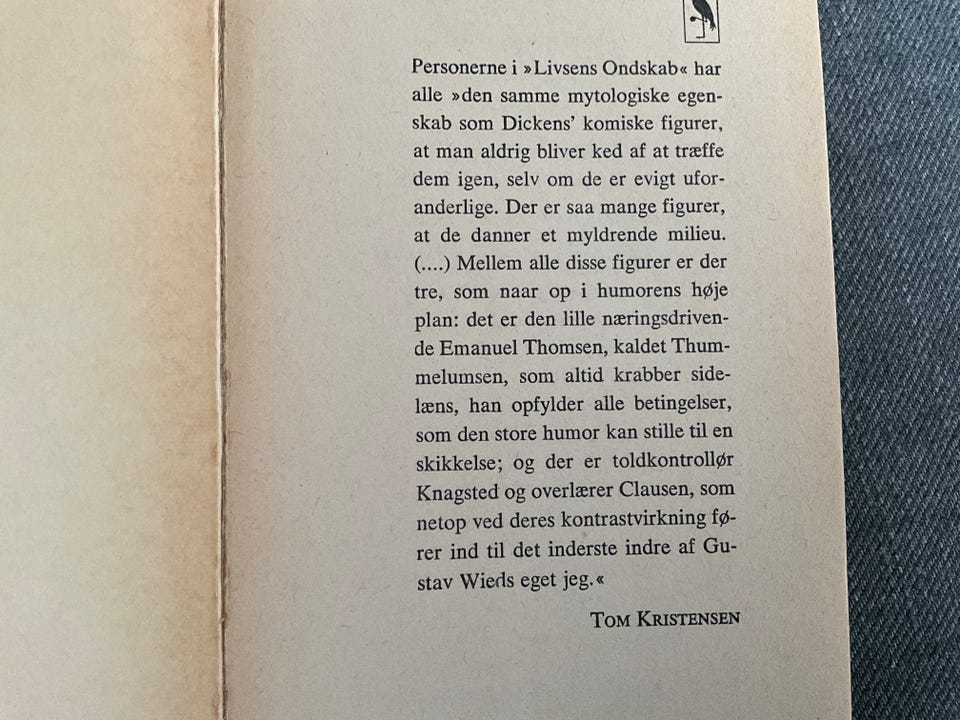 Personerne i »Livsens Ondskab« har
alle »den samme mytologiske egen-
skab som Dickens’ komiske figurer,
at man aldrig bliver ked af at træffe
dem igen, selv om de er evigt ufor-
anderlige. Der er saa mange figurer,
at de danner et myldrende milieu.
(....) Mellem alle disse figurer er der
tre, som naar op i humorens høje
plan: det er den lille næringsdriven-
de Emanuel Thomsen, kaldet Thum-
melumsen, som altid krabber side-
læns, han opfylder alle betingelser,
som den store humor kan stille til en
skikkelse; og der er toldkontrollør
Knagsted og overlærer Clausen, som
netop ved deres kontrastvirkning fø-
rer ind til det inderste indre af Gu-
stav Wieds eget jeg.«
TOM KRISTENSEN